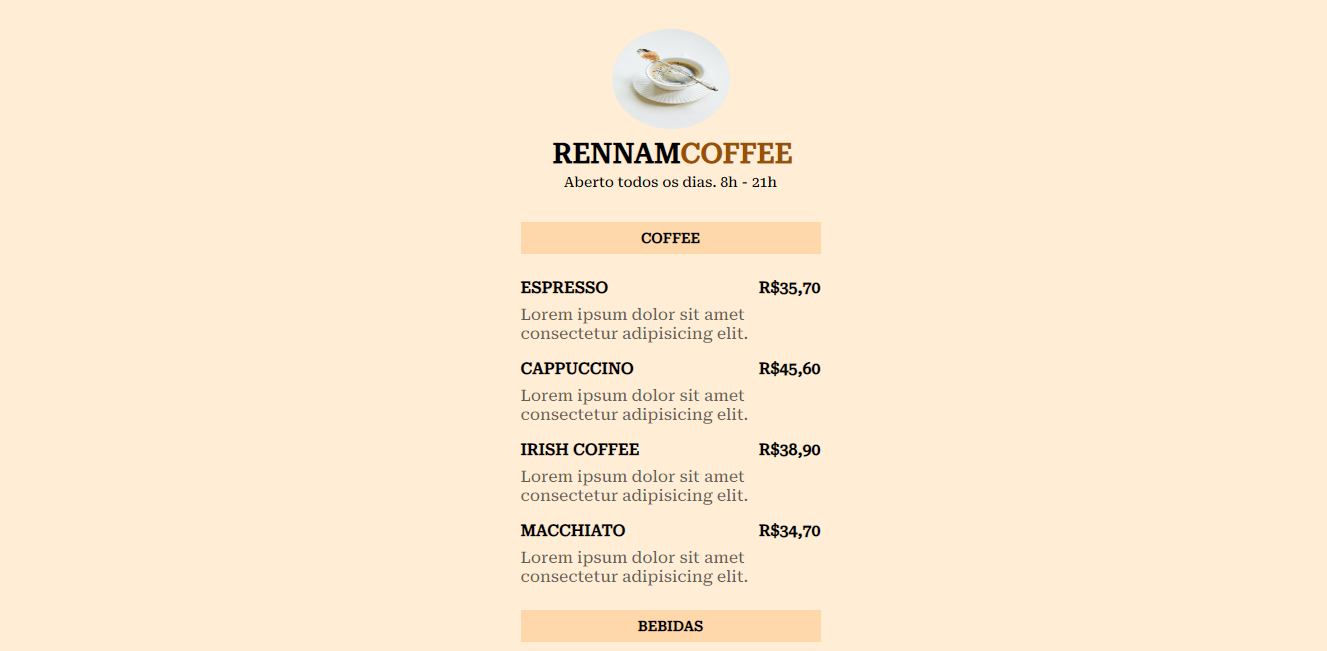 RENNAMCOFFEE
Aberto todos os dias. 8h - 21h
COFFEE
ESPRESSO R$35,70
Lorem ipsum dolor sit amet
consectetur adipisicing elit.
CAPPUCCINO R$45,60
Lorem ipsum dolor sit amet
consectetur adipisicing elit.
IRISH COFFEE R$38,90
Lorem ipsum dolor sit amet
consectetur adipisicing elit.
MACCHIATO R$34,70
Lorem ipsum dolor sit amet
consectetur adipisicing elit.
BEBIDAS